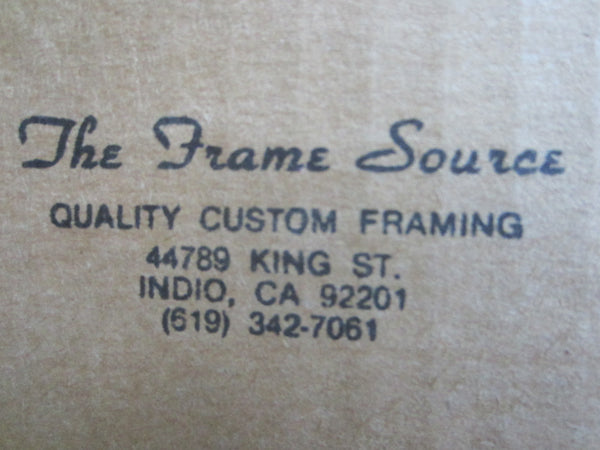 The Frame Source
QUALITY CUSTOM FRAMING
44789 KING ST.
INDIO, CA 92201
(619) 342-7061